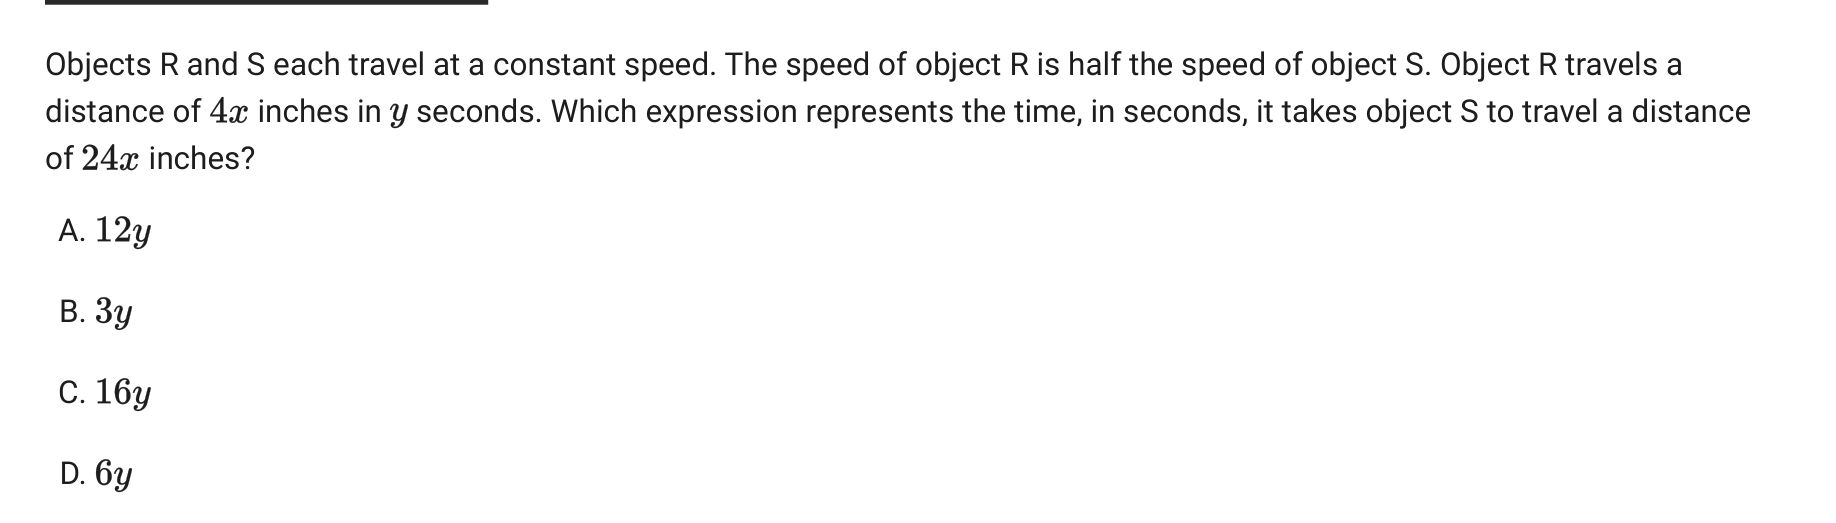 Objects R and S each travel at a constant speed. The speed of object R is half the speed of object S. Object R travels a
distance of 4x inches in y seconds. Which expression represents the time, in seconds, it takes object S to travel a distance
of 24x inches?
A. 12y
B. 3y
C. 16y
D. 6y